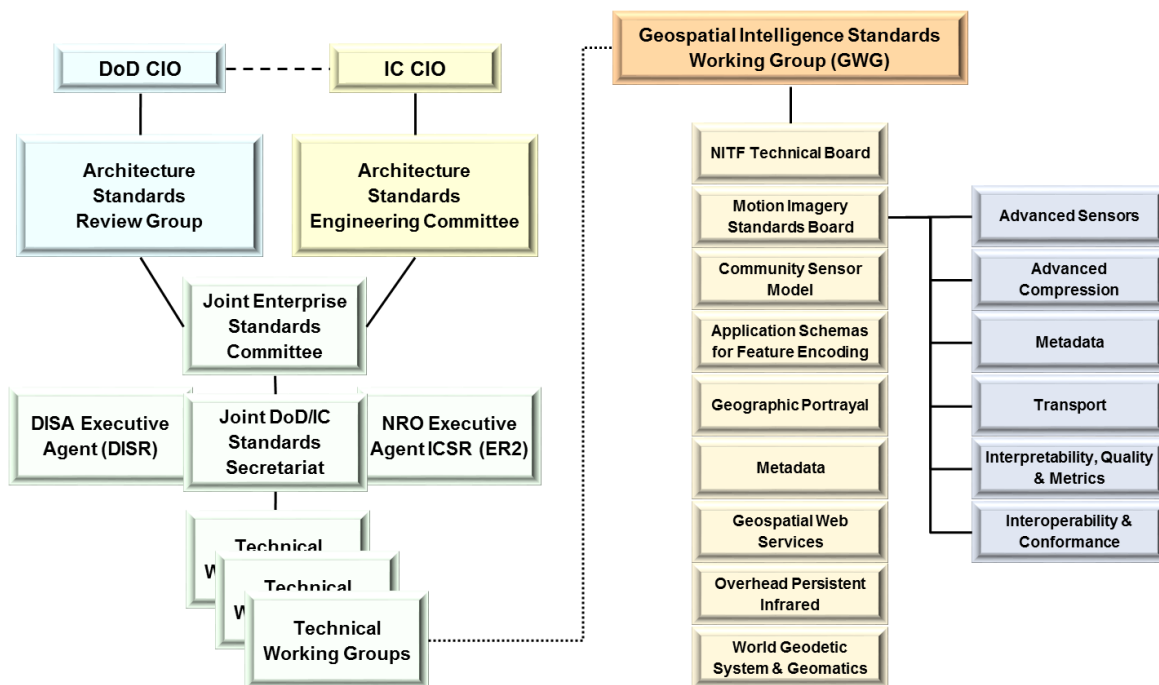 DoD CIO
IC CIO
Architecture
Standards
Review Group
Architecture
Standards
Engineering Committee
Joint Enterprise
Standards
Committee
DISA Executive
Agent (DISR)
Joint DoD/IC
Standards
Secretariat
NRO Executive
Agent ICSR (ER2)
Technical
W
Technical
W
Technical
Working Groups
Geospatial Intelligence Standards
Working Group (GWG)
NITF Technical Board
Motion Imagery
Standards Board
Community Sensor
Model
Application Schemas
for Feature Encoding
Geographic Portrayal
Metadata
Geospatial Web
Services
Overhead Persistent
Infrared
World Geodetic
System & Geomatics
Advanced Sensors
Advanced
Compression
Metadata
Transport
Interpretability, Quality
& Metrics
Interoperability &
Conformance